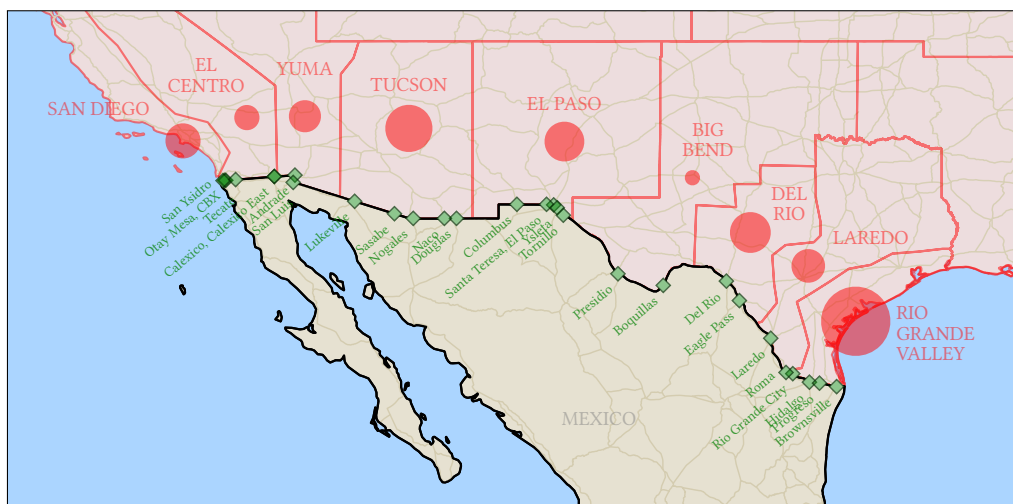 EL
CENTRO
YUMA
TUCSON
SAN DIEGO
EL PASO
BIG
BEND
DEL
RIO
LAREDO
RIO
GRANDE
VALLEY
MEXICO
San Ysidro
Otay Mesa, CBX
Tecate
Calexico, Calexico East
Andrade
San Luis
Lukeville
Sasabe
Nogales
Naco
Douglas
Columbus
Santa Teresa, El Paso
Ysleta
Tornillo
Presidio
Boquillas
Del Rio
Eagle Pass
Laredo
Roma
Rio Grande City
Hidalgo
Progreso
Brownsville